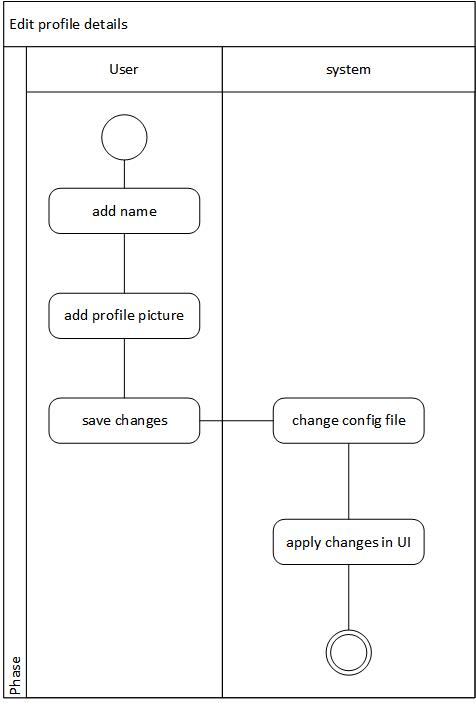 Edit profile details
User
system
add name
add profile picture
save changes
change config file
apply changes in UI
Phase